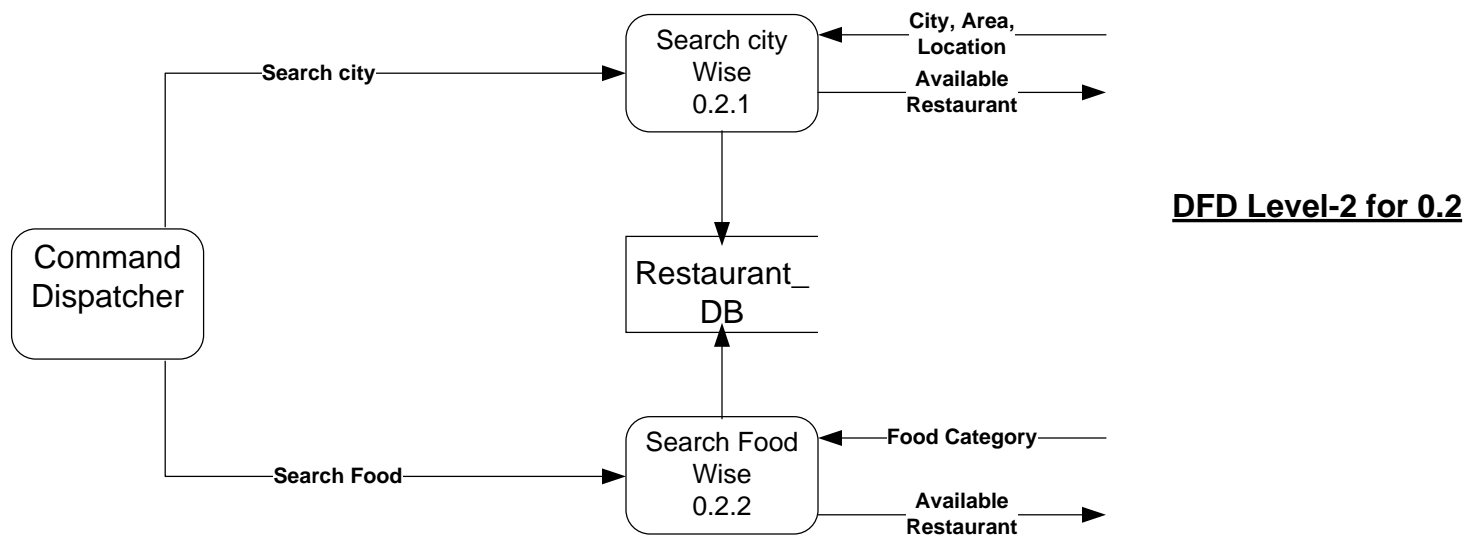 Search city
Wise
0.2.1
City, Area,
Location
Search city
Available
Restaurant
DFD Level-2 for 0.2
Command
Dispatcher
Restaurant_
DB
Search Food
Wise
0.2.2
Food Category
Search Food
Available
Restaurant